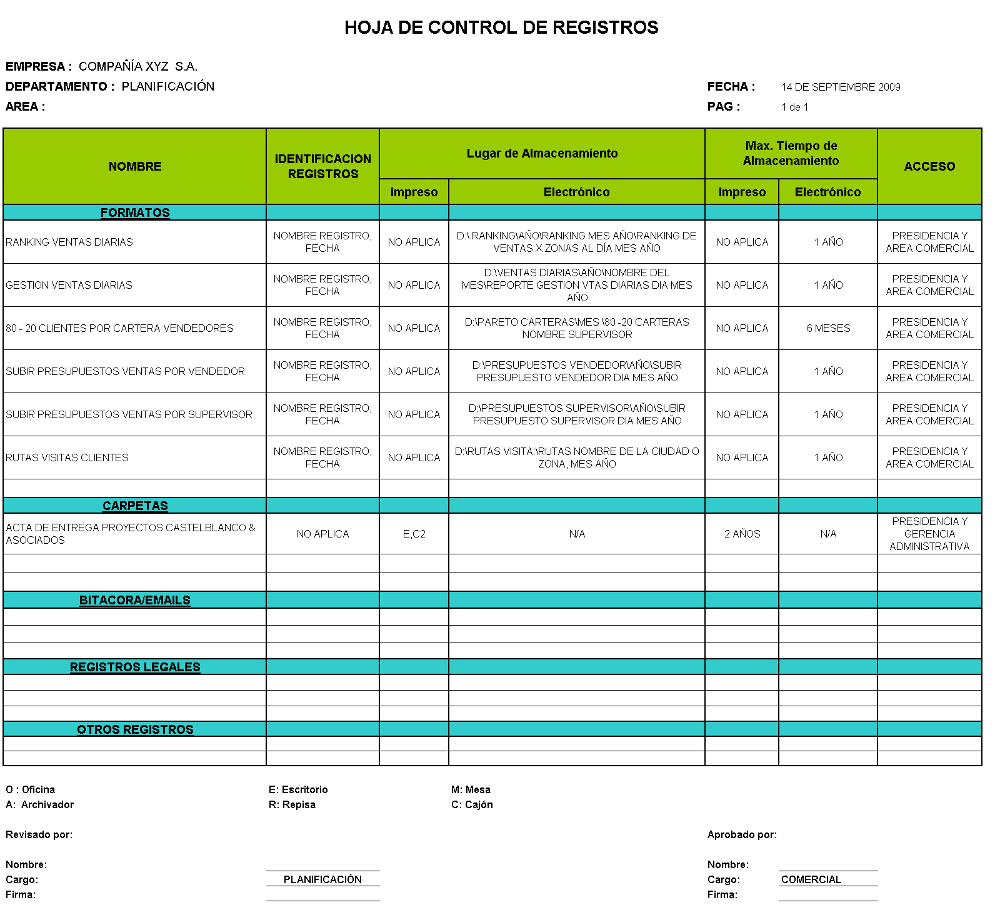 HOJA DE CONTROL DE REGISTROS
EMPRESA : COMPAÑÍA XYZ S.A.
DEPARTAMENTO : PLANIFICACIÓN
FECHA : 14 DE SEPTIEMBRE 2009
AREA :
PAG : 1 de 1
NOMBRE
IDENTIFICACION
REGISTROS
Lugar de Almacenamiento
Max. Tiempo de
Almacenamiento
ACCESO
Impreso
Electrónico
Impreso
Electrónico
FORMATOS
RANKING VENTAS DIARIAS
NOMBRE REGISTRO,
FECHA
NO APLICA
D:\ RANKING\AÑO\RANKING MES AÑO\RANKING DE
VENTAS X ZONAS AL DÍA MES AÑO
NO APLICA
1 AÑO
PRESIDENCIA Y
AREA COMERCIAL
GESTION VENTAS DIARIAS
NOMBRE REGISTRO,
FECHA
NO APLICA
D:\VENTAS DIARIAS\AÑO\NOMBRE DEL
MES\REPORTE GESTION VTAS DIARIAS DIA MES
AÑO
NO APLICA
1 AÑO
PRESIDENCIA Y
AREA COMERCIAL
80 - 20 CLIENTES POR CARTERA VENDEDORES
NOMBRE REGISTRO,
FECHA
NO APLICA
D:\PARETO CARTERAS\MES \80 -20 CARTERAS
NOMBRE SUPERVISOR
NO APLICA
6 MESES
PRESIDENCIA Y
AREA COMERCIAL
SUBIR PRESUPUESTOS VENTAS POR VENDEDOR
NOMBRE REGISTRO,
FECHA
NO APLICA
D:\PRESUPUESTOS VENDEDOR\AÑO\SUBIR
PRESUPUESTO VENDEDOR DIA MES AÑO
NO APLICA
1 AÑO
PRESIDENCIA Y
AREA COMERCIAL
SUBIR PRESUPUESTOS VENTAS POR SUPERVISOR
NOMBRE REGISTRO,
FECHA
NO APLICA
D:\PRESUPUESTOS SUPERVISOR\AÑO\SUBIR
PRESUPUESTO SUPERVISOR DIA MES AÑO
NO APLICA
1 AÑO
PRESIDENCIA Y
AREA COMERCIAL
RUTAS VISITAS CLIENTES
NOMBRE REGISTRO,
FECHA
NO APLICA
D:\RUTAS VISITA:\RUTAS NOMBRE DE LA CIUDAD O
ZONA, MES AÑO
NO APLICA
1 AÑO
PRESIDENCIA Y
AREA COMERCIAL
CARPETAS
ACTA DE ENTREGA PROYECTOS CASTELBLANCO &
ASOCIADOS
NO APLICA
E,C2
N/A
2 AÑOS
N/A
PRESIDENCIA Y
GERENCIA
ADMINISTRATIVA
BITACORA/EMAILS
REGISTROS LEGALES
OTROS REGISTROS
O : Oficina
E: Escritorio
M: Mesa
A: Archivador
R: Repisa
C: Cajón
Revisado por:
Aprobado por:
Nombre:
Nombre:
Cargo: PLANIFICACIÓN
Cargo: COMERCIAL
Firma:
Firma: